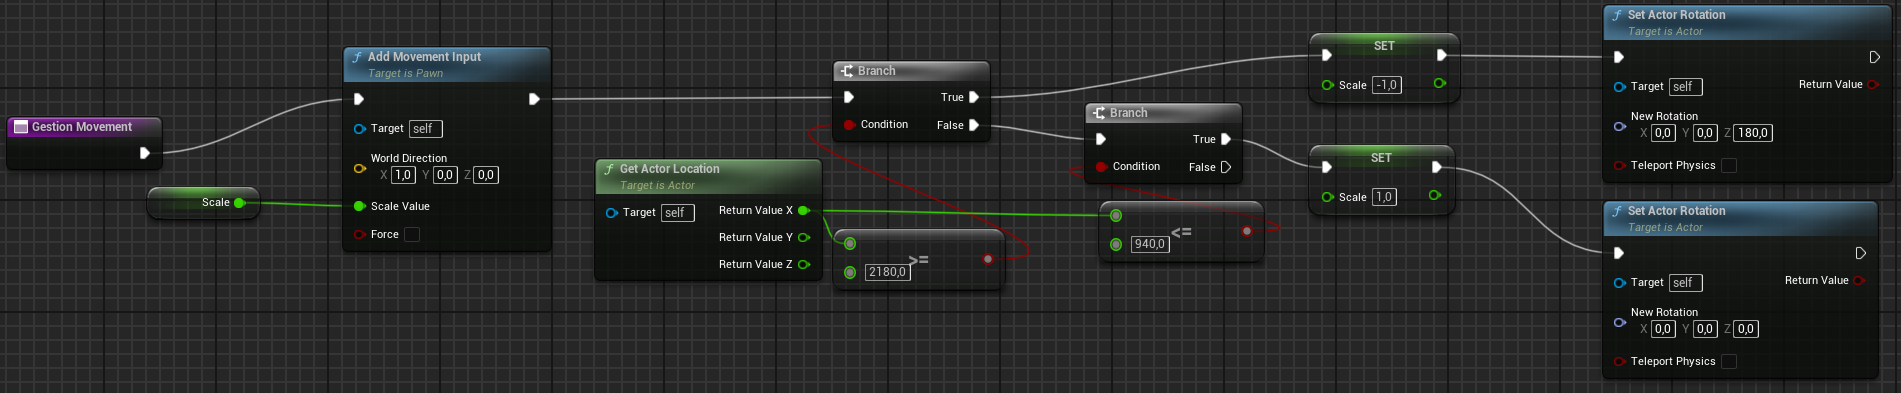 Gestion Movement
Scale
Add Movement Input
Target is Pawn
Target self
World Direction
X 1,0 Y 0,0 Z 0,0
Scale Value
Force
Get Actor Location
Target is Actor
Target self
Return Value X
Return Value Y
Return Value Z
Branch
True
Condition
False
>=
2180,0
Branch
True
Condition
False
<=
940,0
SET
Scale -1,0
SET
Scale 1,0
Set Actor Rotation
Target is Actor
Target self
Return Value
New Rotation
X 0,0 Y 0,0 Z 180,0
Teleport Physics
Set Actor Rotation
Target is Actor
Target self
Return Value
New Rotation
X 0,0 Y 0,0 Z 0,0
Teleport Physics